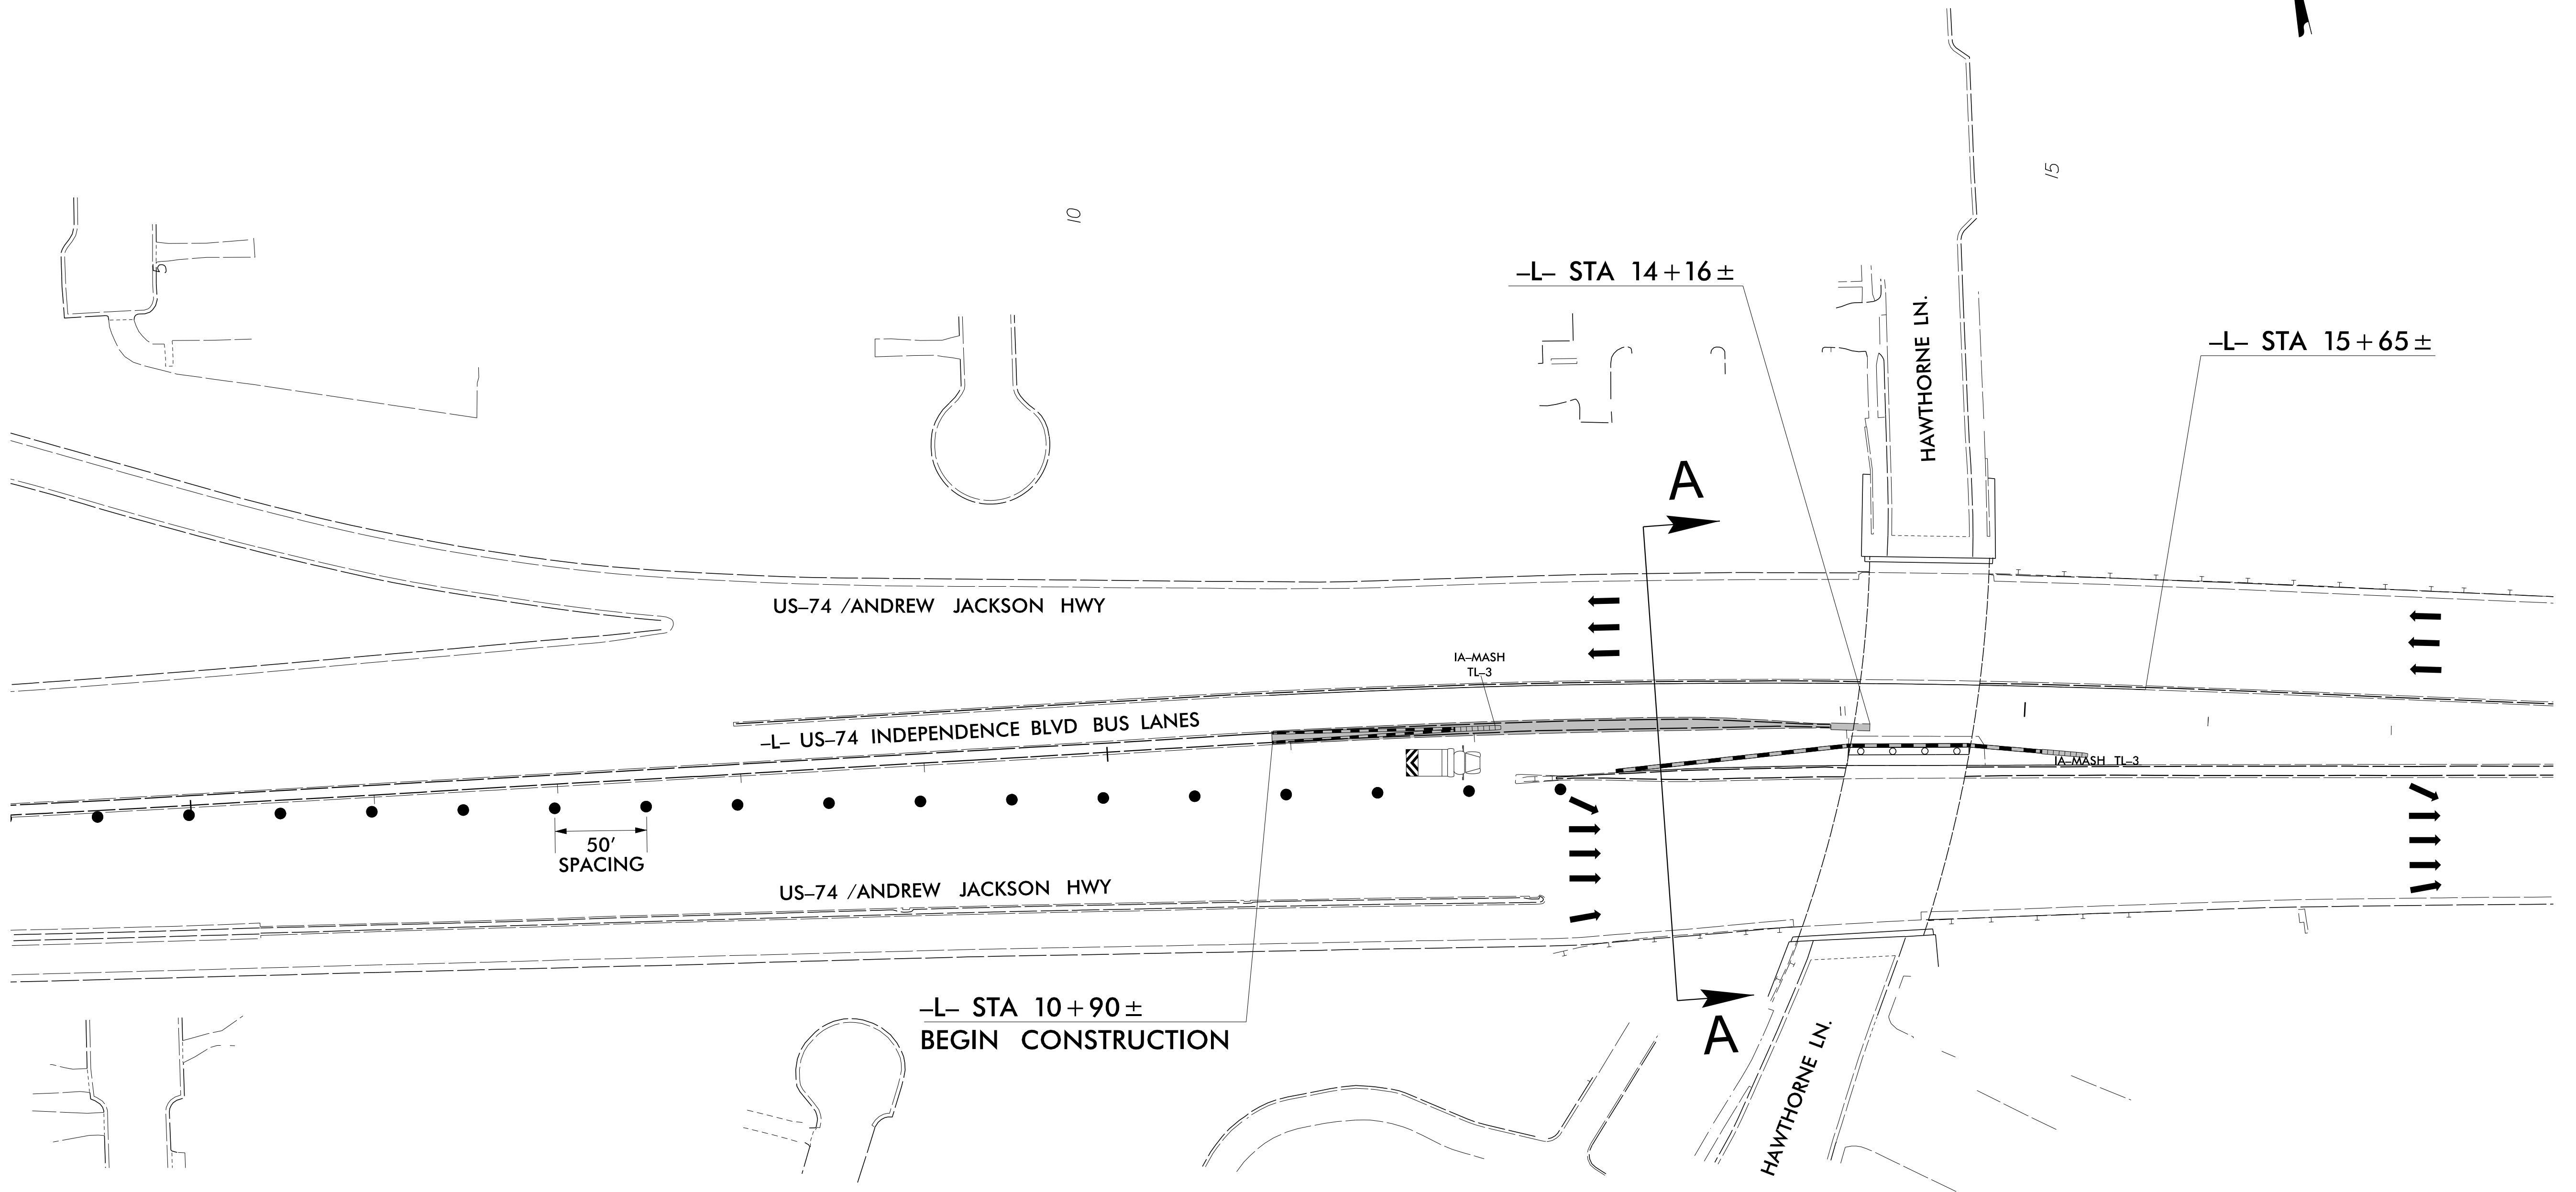 15
10
–L– STA 14+16±
HAWTHORNE LN.
–L– STA 15+65±
A
US–74 /ANDREW JACKSON HWY
IA–MASH
TL–3
–L– US–74 INDEPENDENCE BLVD BUS LANES
IA–MASH TL–3
50'
SPACING
US–74 /ANDREW JACKSON HWY
–L– STA 10+90±
BEGIN CONSTRUCTION
A
HAWTHORNE LN.